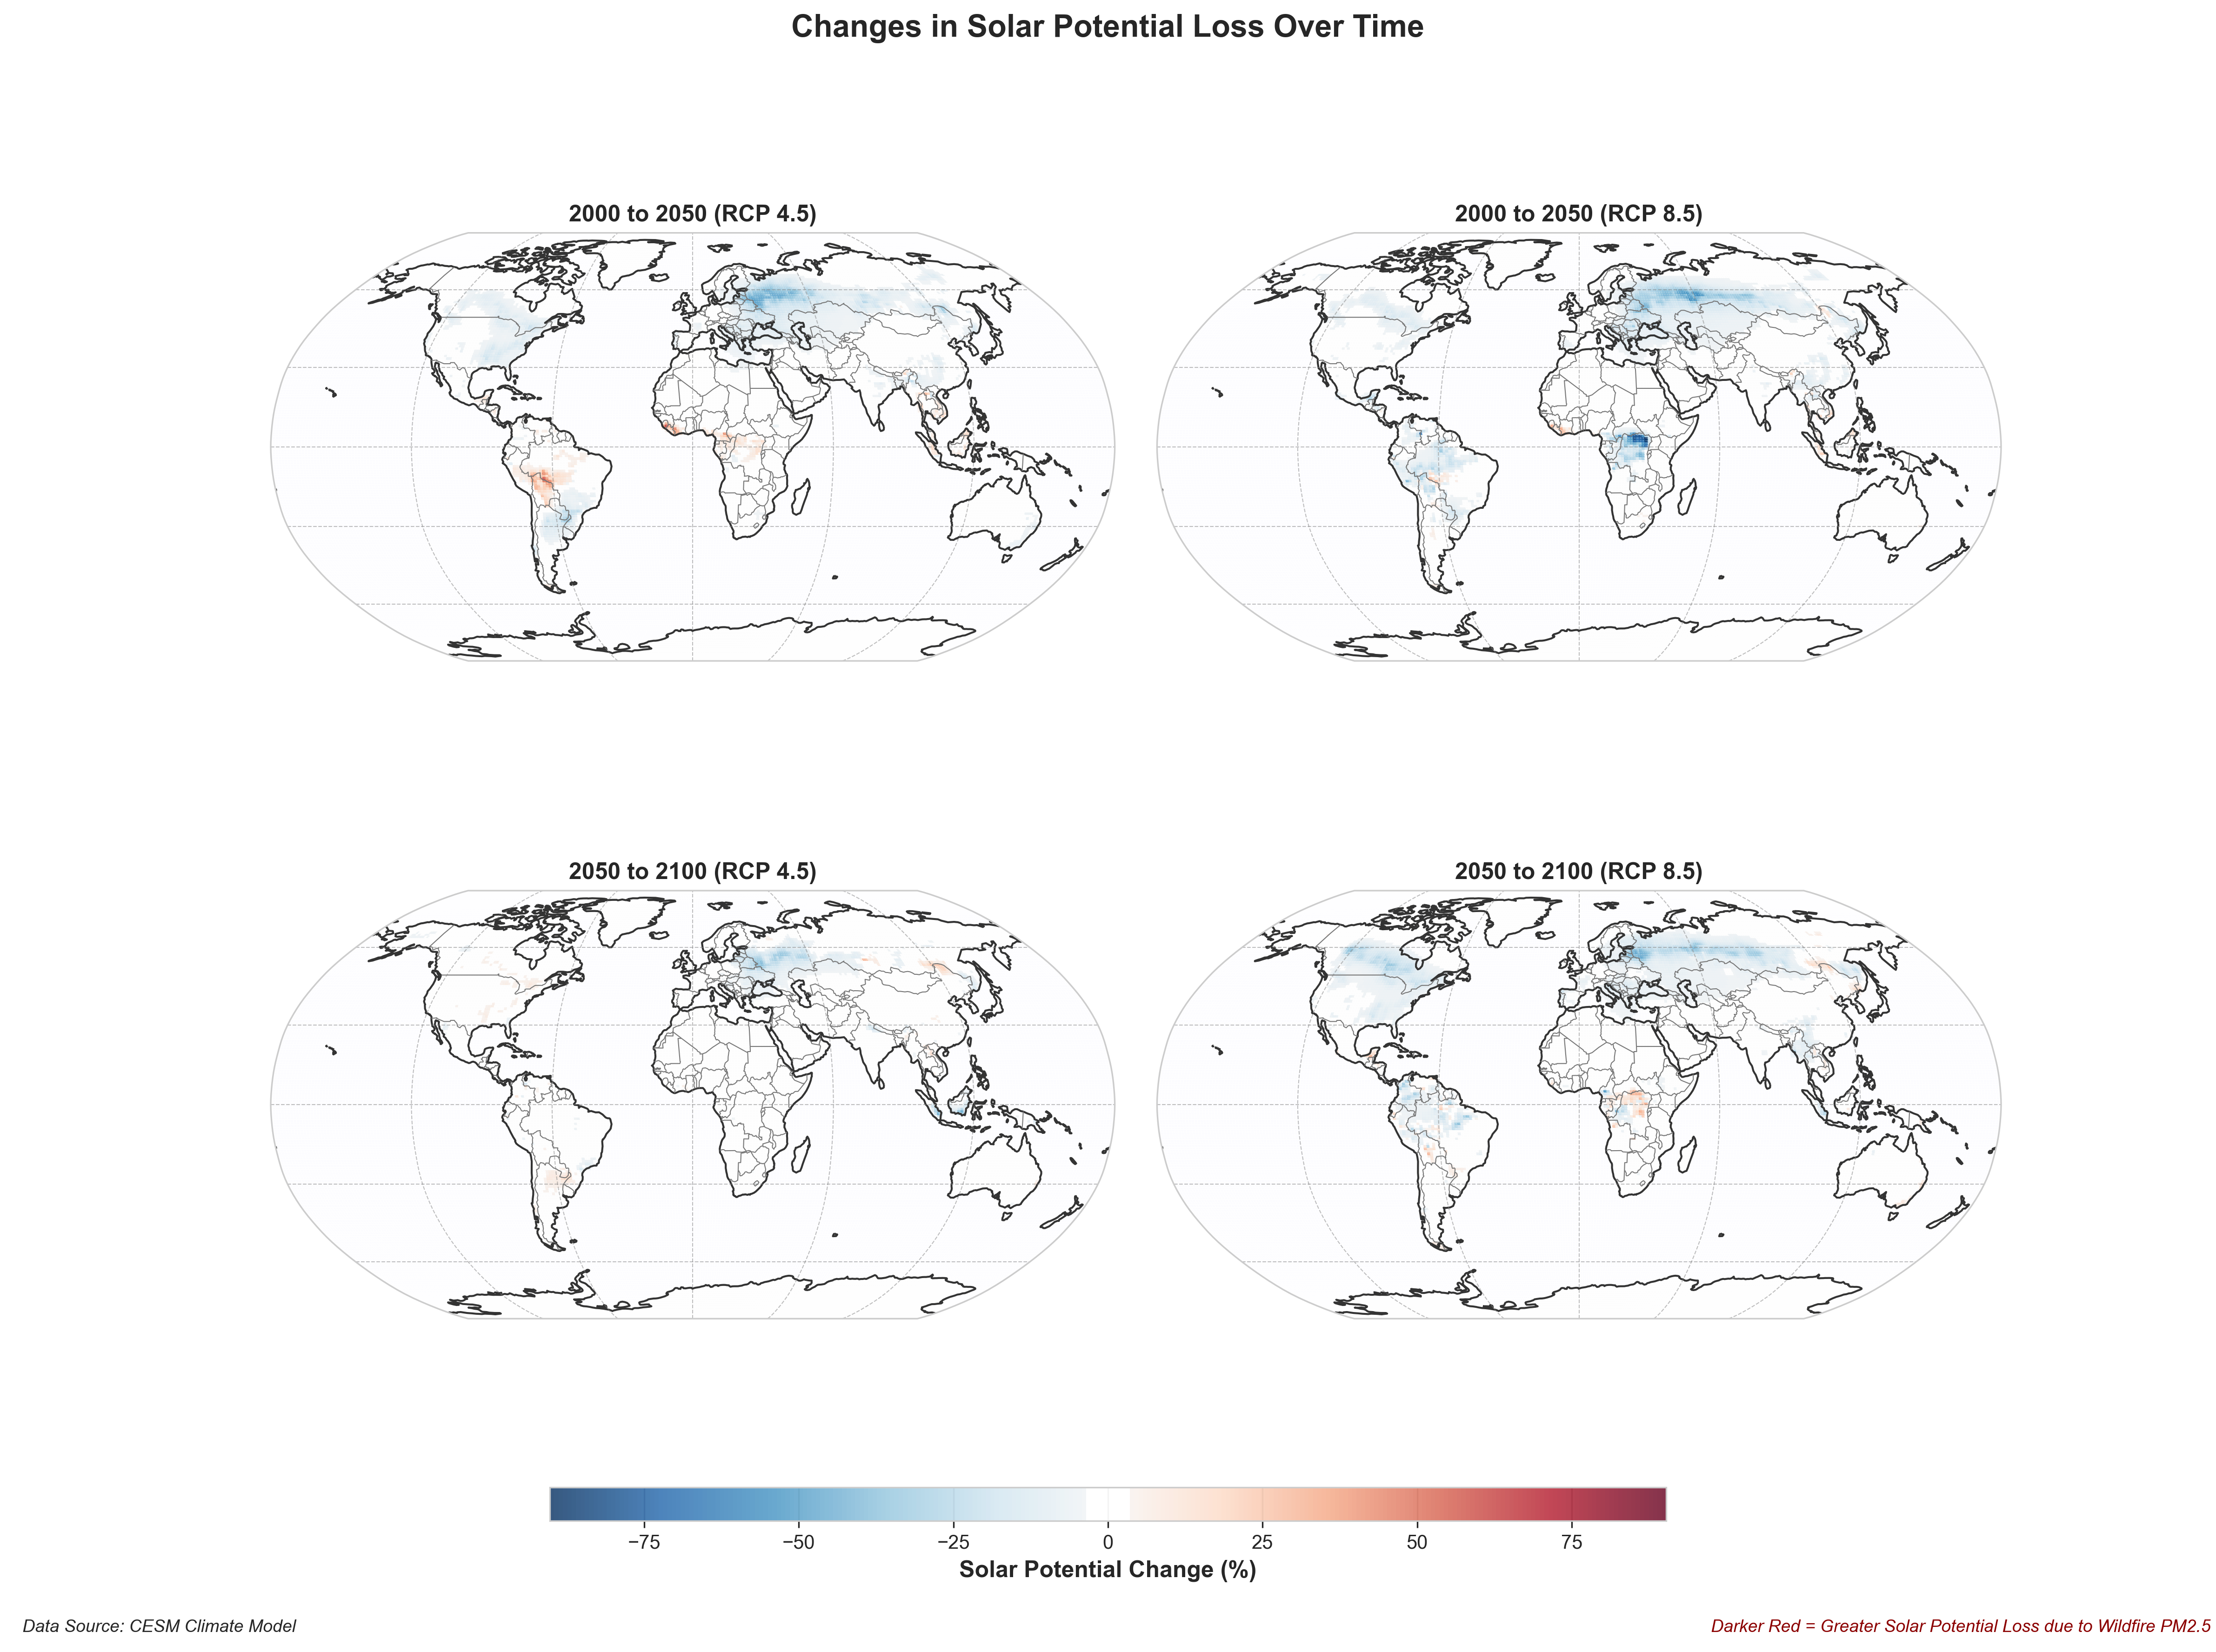 Changes in Solar Potential Loss Over Time
2000 to 2050 (RCP 4.5)
2000 to 2050 (RCP 8.5)
2050 to 2100 (RCP 4.5)
2050 to 2100 (RCP 8.5)
−75 −50 −25 0 25 50 75
Solar Potential Change (%)
Data Source: CESM Climate Model
Darker Red = Greater Solar Potential Loss due to Wildfire PM2.5